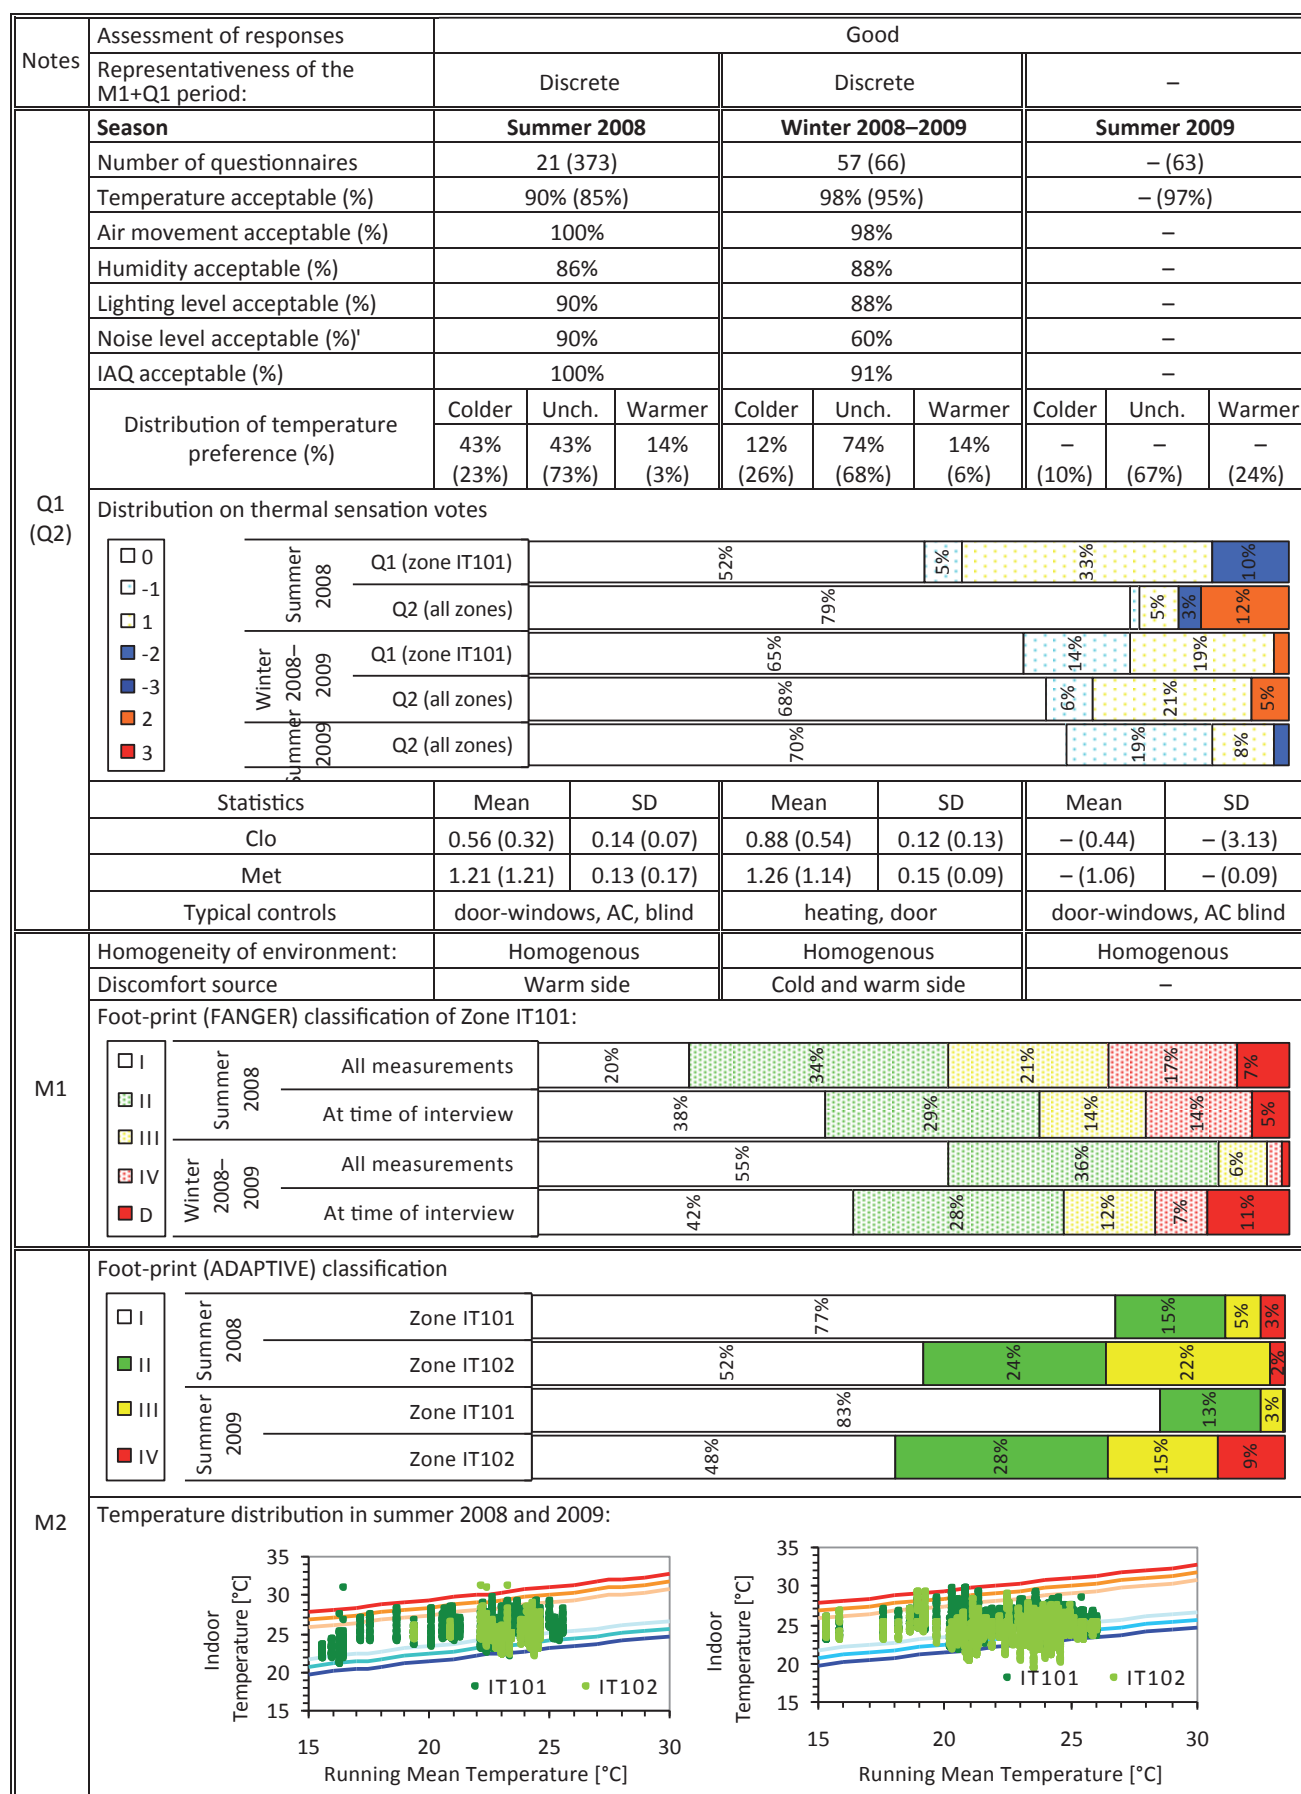 Notes
Assessment of responses
Good
Representativeness of the
M1+Q1 period:
Discrete
Discrete
–
Q1
(Q2)
Season
Summer 2008
Winter 2008–2009
Summer 2009
Number of questionnaires
21 (373)
57 (66)
– (63)
Temperature acceptable (%)
90% (85%)
98% (95%)
– (97%)
Air movement acceptable (%)
100%
98%
–
Humidity acceptable (%)
86%
88%
–
Lighting level acceptable (%)
90%
88%
–
Noise level acceptable (%)'
90%
60%
–
IAQ acceptable (%)
100%
91%
–
Distribution of temperature
preference (%)
Colder
Unch.
Warmer
Colder
Unch.
Warmer
Colder
Unch.
Warmer
43%
43%
14%
12%
74%
14%
–
–
–
(23%)
(73%)
(3%)
(26%)
(68%)
(6%)
(10%)
(67%)
(24%)
Distribution on thermal sensation votes
0
-1
1
-2
-3
2
3
Summer
2008
Q1 (zone IT101)
52%
5%
33%
10%
Q2 (all zones)
79%
5%
3%
12%
Winter
2008–
2009
Q1 (zone IT101)
65%
14%
19%
Q2 (all zones)
68%
6%
21%
5%
Summer
2009
Q2 (all zones)
70%
19%
8%
Statistics
Mean
SD
Mean
SD
Mean
SD
Clo
0.56 (0.32)
0.14 (0.07)
0.88 (0.54)
0.12 (0.13)
– (0.44)
– (3.13)
Met
1.21 (1.21)
0.13 (0.17)
1.26 (1.14)
0.15 (0.09)
– (1.06)
– (0.09)
Typical controls
door-windows, AC, blind
heating, door
door-windows, AC blind
M1
Homogeneity of environment:
Homogenous
Homogenous
Homogenous
Discomfort source
Warm side
Cold and warm side
–
Foot-print (FANGER) classification of Zone IT101:
I
II
III
IV
D
Summer
2008
All measurements
20%
34%
21%
17%
7%
At time of interview
38%
29%
14%
14%
5%
Winter
2008–
2009
All measurements
55%
36%
6%
At time of interview
42%
28%
12%
7%
11%
M2
Foot-print (ADAPTIVE) classification
I
II
III
IV
Summer
2008
Zone IT101
77%
15%
5%
3%
Zone IT102
52%
24%
22%
2%
Summer
2009
Zone IT101
83%
13%
3%
Zone IT102
48%
28%
15%
9%
Temperature distribution in summer 2008 and 2009:
Indoor
Temperature [°C]
35
30
25
20
15
IT101
IT102
15
20
25
30
Running Mean Temperature [°C]
Indoor
Temperature [°C]
35
30
25
20
15
IT101
IT102
15
20
25
30
Running Mean Temperature [°C]